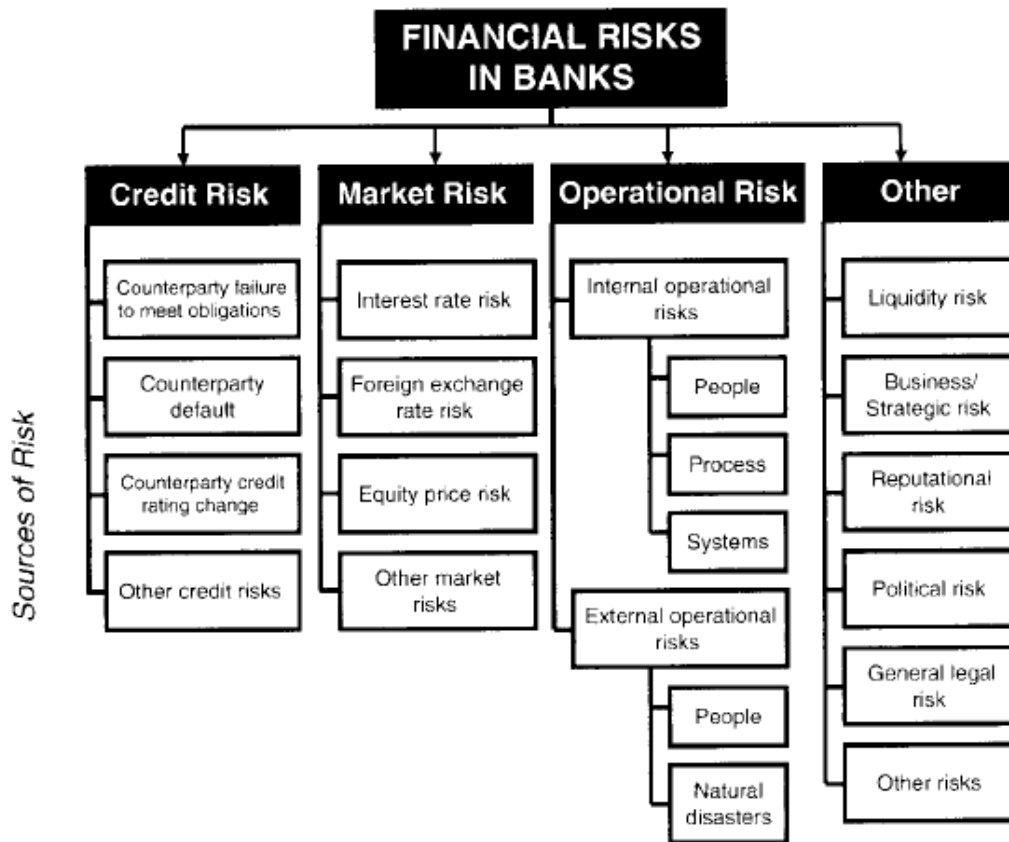 FINANCIAL RISKS
IN BANKS
Credit Risk
Market Risk
Operational Risk
Other
Sources of Risk
Counterparty failure
to meet obligations
Counterparty
default
Counterparty credit
rating change
Other credit risks
Interest rate risk
Foreign exchange
rate risk
Equity price risk
Other market
risks
Internal operational
risks
People
Process
Systems
External operational
risks
People
Natural
disasters
Liquidity risk
Business/
Strategic risk
Reputational
risk
Political risk
General legal
risk
Other risks